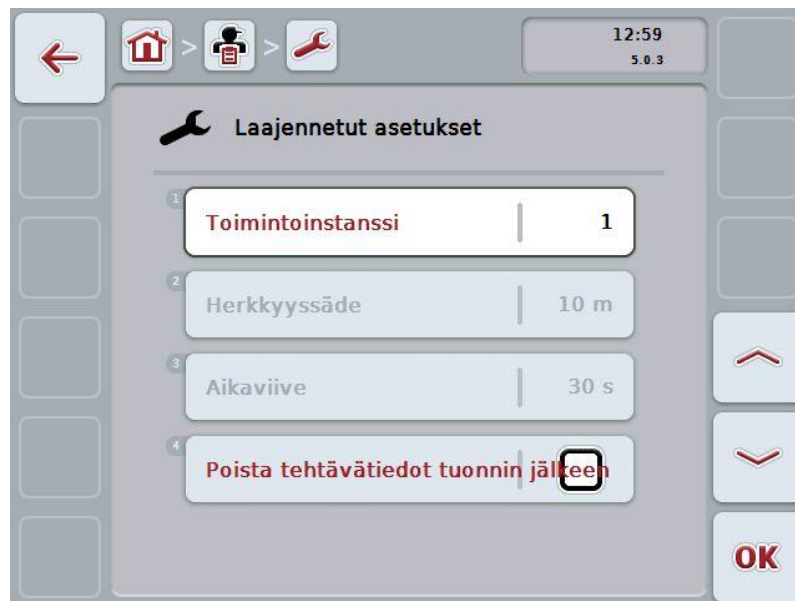 > >
12:59
5.0.3
Laajennetut asetukset
1
Toimintoinstanssi 1
2
Herkkyyssäde 10 m
3
Aikaviive 30 s
4
Poista tehtävätiedot tuonnin jälkeen
OK